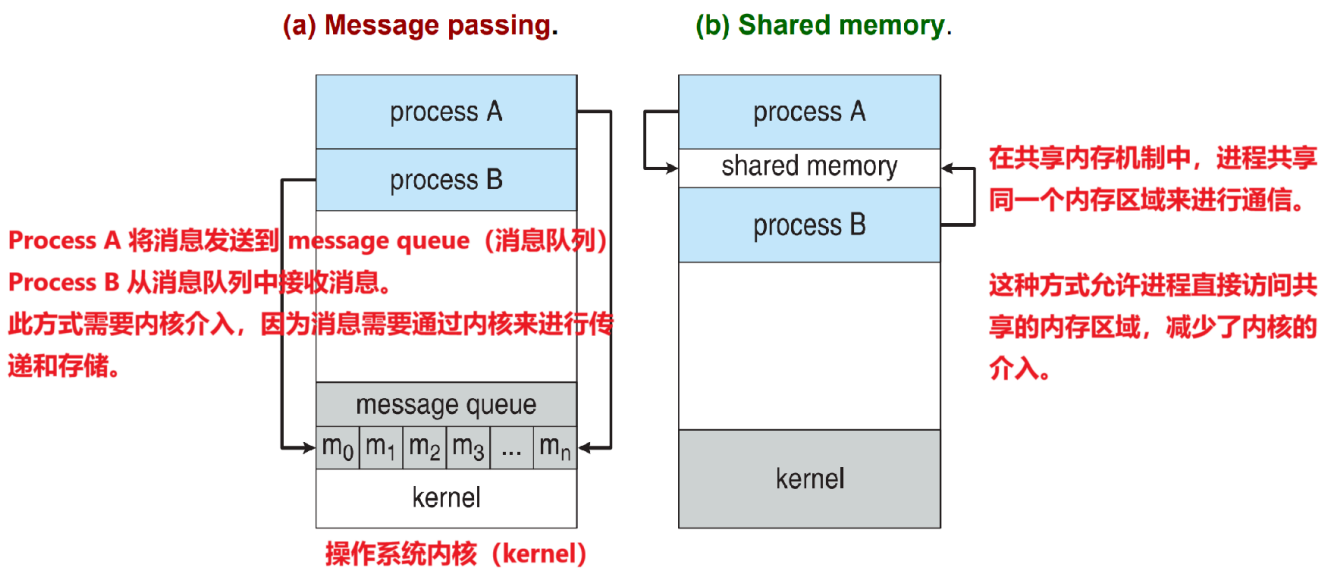 (a) Message passing.
process A
process B
Process A 将消息发送到 message queue（消息队列）
Process B 从消息队列中接收消息。
此方式需要内核介入，因为消息需要通过内核来进行传
递和存储。
message queue
m0 m1 m2 m3 ... mn
kernel
操作系统内核（kernel）
(b) Shared memory.
process A
shared memory
process B
在共享内存机制中，进程共享
同一个内存区域来进行通信。
这种方式允许进程直接访问共
享的内存区域，减少了内核的
介入。
kernel